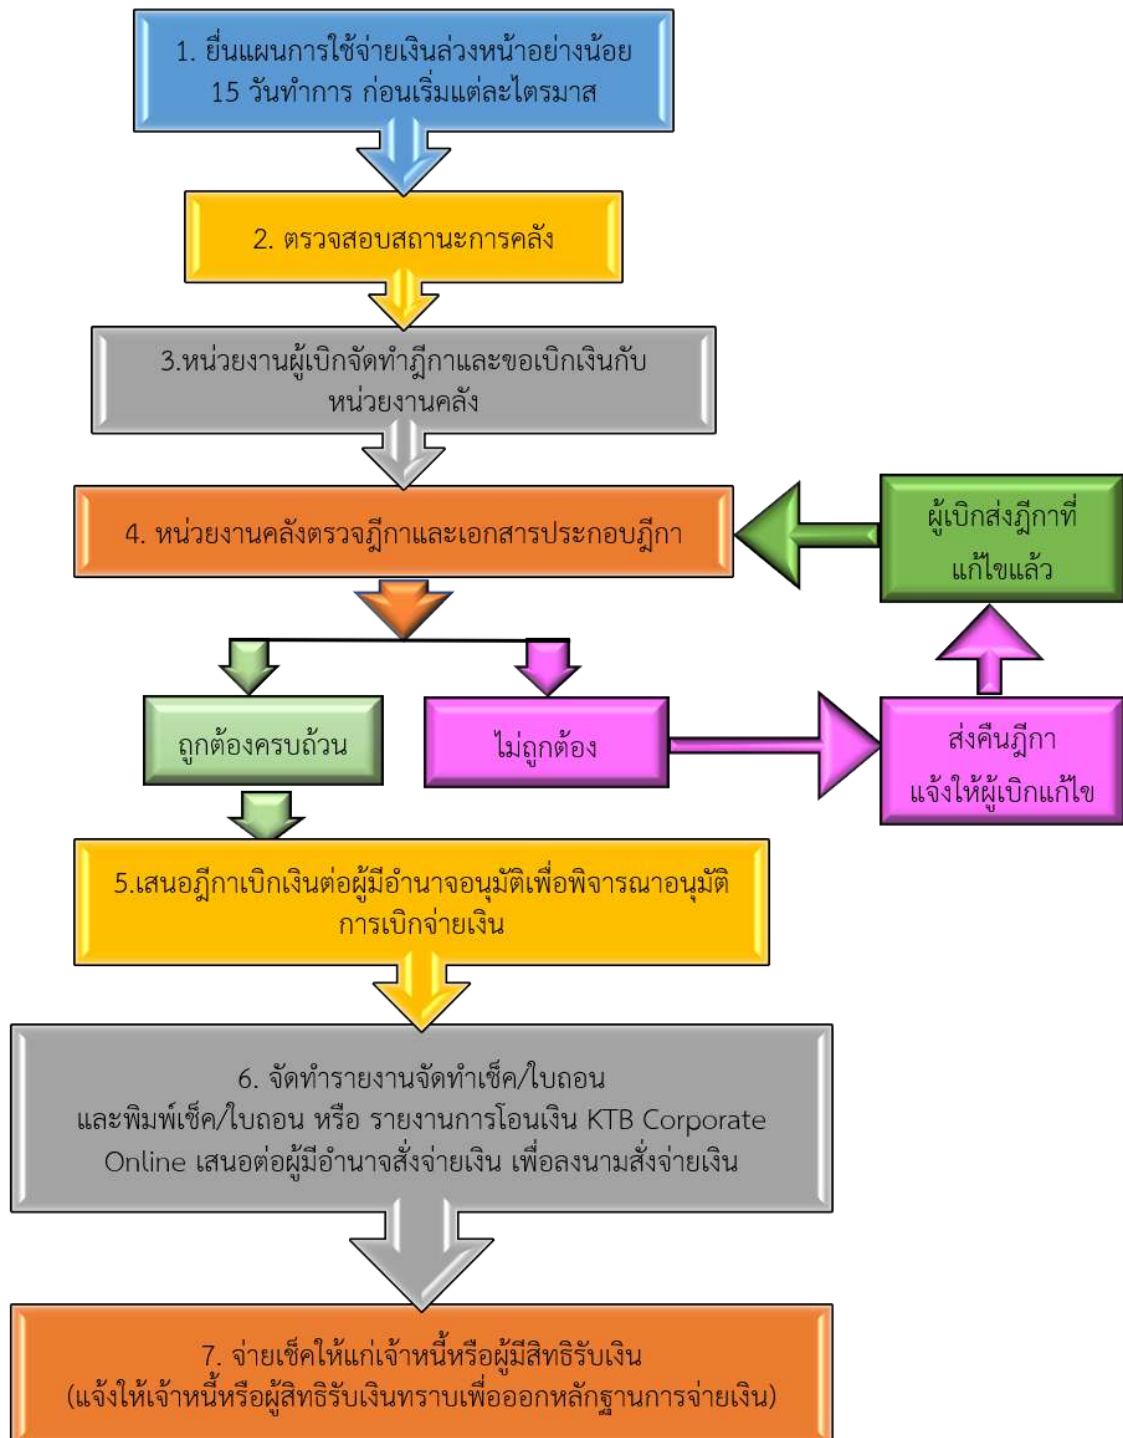 1. ยื่นแผนการใช้จ่ายเงินล่วงหน้าอย่างน้อย
15 วันทำการ ก่อนเริ่มแต่ละไตรมาส
2. ตรวจสอบสถานะการคลัง
3.หน่วยงานผู้เบิกจัดทำฎีกาและขอเบิกเงินกับ
หน่วยงานคลัง
4. หน่วยงานคลังตรวจฎีกาและเอกสารประกอบฎีกา
ผู้เบิกส่งฎีกาที่
แก้ไขแล้ว
ถูกต้องครบถ้วน
ไม่ถูกต้อง
ส่งคืนฎีกา
แจ้งให้ผู้เบิกแก้ไข
5.เสนอฎีกาเบิกเงินต่อผู้มีอำนาจอนุมัติเพื่อพิจารณาอนุมัติ
การเบิกจ่ายเงิน
6. จัดทำรายงานจัดทำเช็ค/ใบถอน
และพิมพ์เช็ค/ใบถอน หรือ รายงานการโอนเงิน KTB Corporate
Online เสนอต่อผู้มีอำนาจสั่งจ่ายเงิน เพื่อลงนามสั่งจ่ายเงิน
7. จ่ายเช็คให้แก่เจ้าหนี้หรือผู้มีสิทธิรับเงิน
(แจ้งให้เจ้าหนี้หรือผู้สิทธิรับเงินทราบเพื่อออกหลักฐานการจ่ายเงิน)